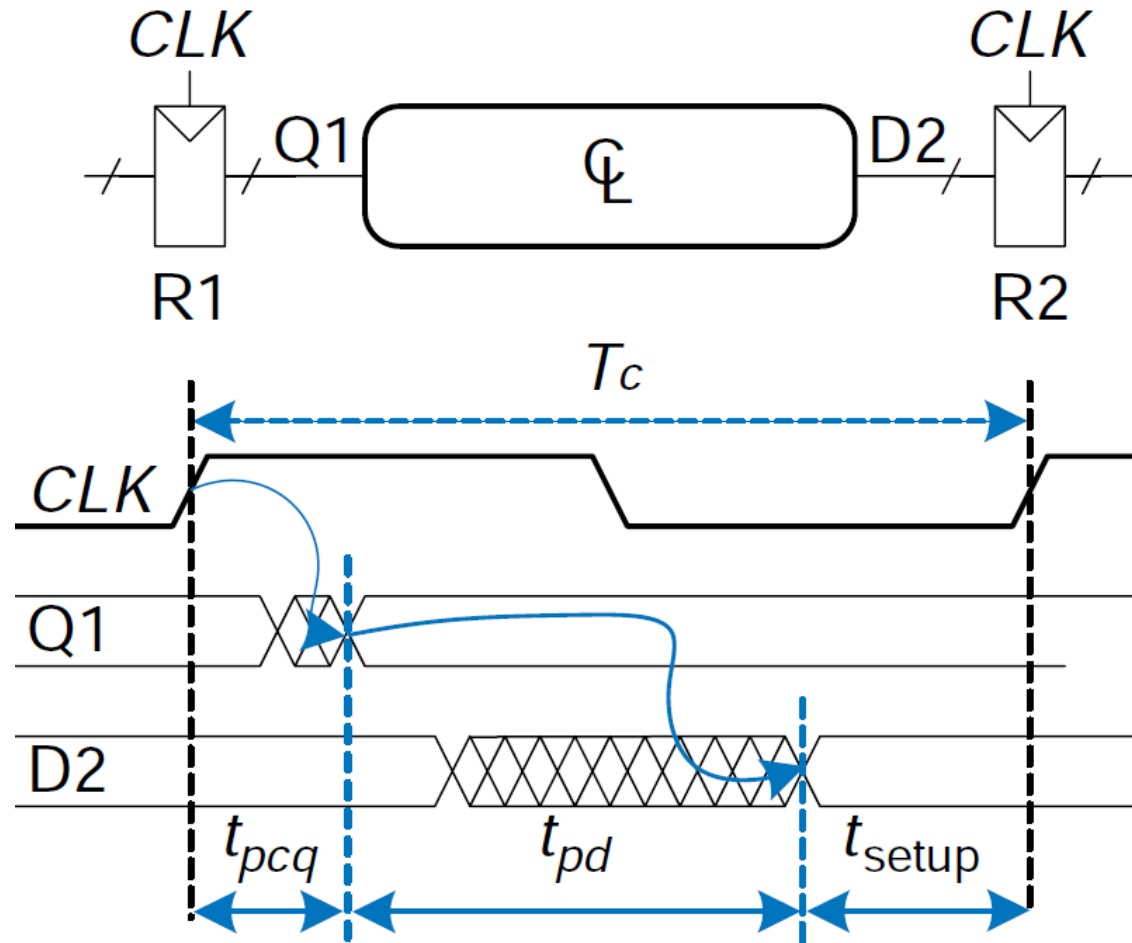 CLK CLK
Q1 CL D2
R1 R2
Tc
CLK
Q1
D2
tpcq tpd tsetup